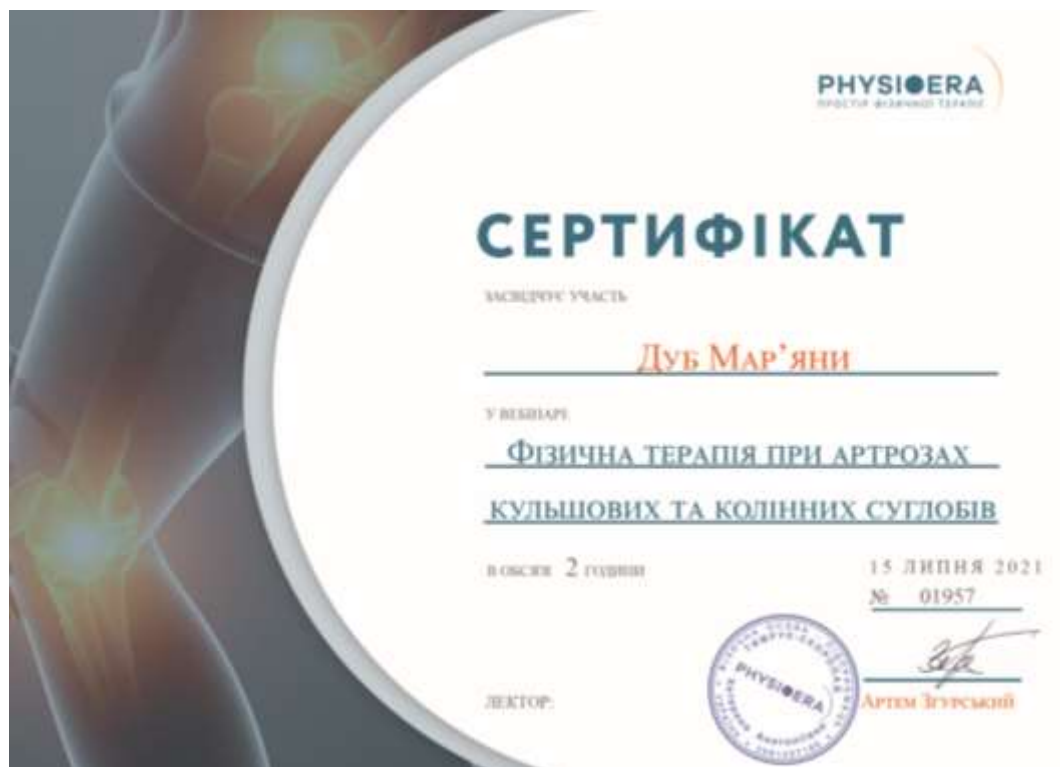 PHYSIOERA
ПРОСТІР ФІЗИЧНОЇ ТЕРАПІЇ
СЕРТИФІКАТ
ЗАСВІДЧУЄ УЧАСТЬ
ДУБ МАР’ЯНИ
У ВЕБІНАРІ
ФІЗИЧНА ТЕРАПІЯ ПРИ АРТРОЗАХ
КУЛЬШОВИХ ТА КОЛІННИХ СУГЛОБІВ
В ОБСЯЗІ 2 ГОДИНИ
15 ЛИПНЯ 2021
№ 01957
PHYSIOERA
ЛЕКТОР:
АРТЕМ ЗГУРСЬКИЙ